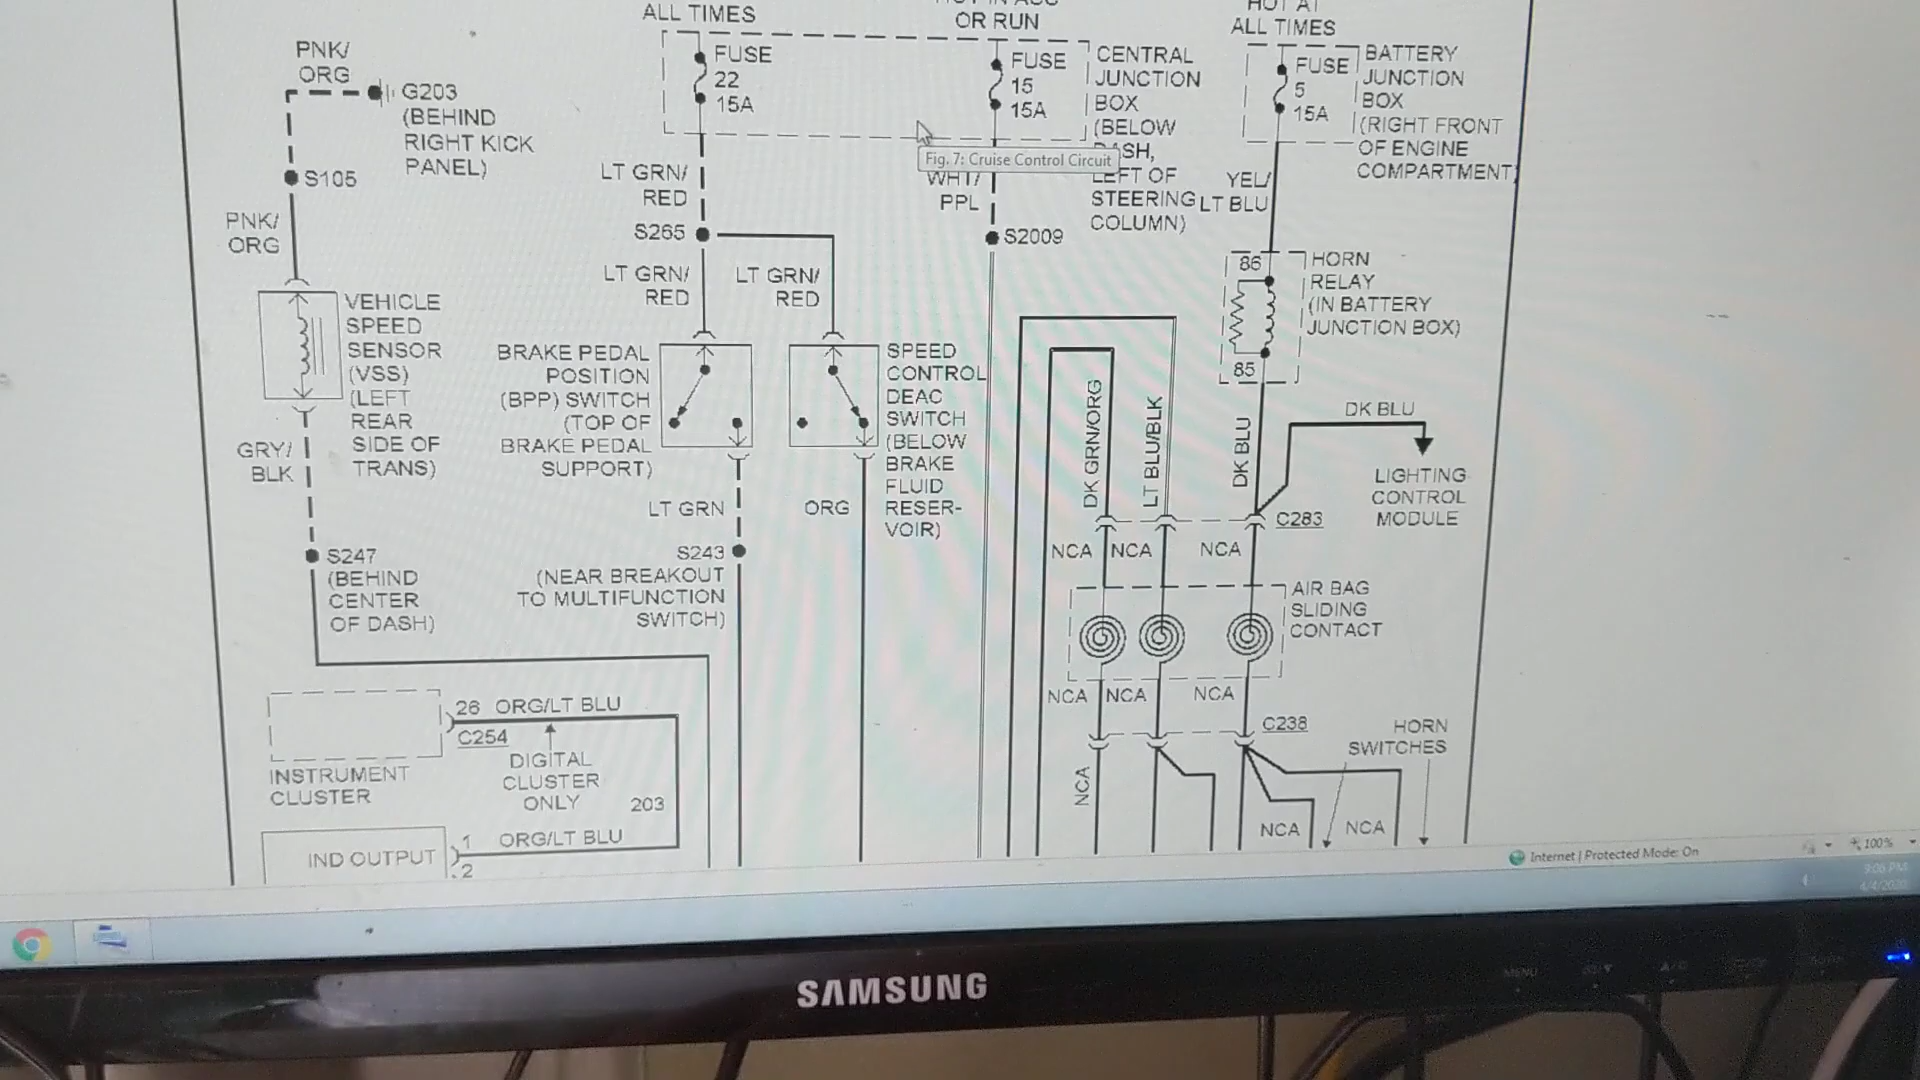 ALL TIMES
OR RUN
HOT AT
ALL TIMES
PNK/
ORG
G203
(BEHIND
RIGHT KICK
PANEL)
S105
PNK/
ORG
VEHICLE
SPEED
SENSOR
(VSS)
(LEFT
REAR
SIDE OF
TRANS)
GRY/
BLK
S247
(BEHIND
CENTER
OF DASH)
FUSE
22
15A
FUSE
15
15A
CENTRAL
JUNCTION
BOX
(BELOW
DASH,
LEFT OF
STEERING
COLUMN)
Fig. 7: Cruise Control Circuit
FUSE
5
15A
BATTERY
JUNCTION
BOX
(RIGHT FRONT
OF ENGINE
COMPARTMENT)
LT GRN/
RED
S265
LT GRN/
RED
LT GRN/
RED
WHT/
PPL
S2009
YEL/
LT BLU
86
85
HORN
RELAY
(IN BATTERY
JUNCTION BOX)
BRAKE PEDAL
POSITION
(BPP) SWITCH
(TOP OF
BRAKE PEDAL
SUPPORT)
SPEED
CONTROL
DEAC
SWITCH
(BELOW
BRAKE
FLUID
RESER-
VOIR)
LT GRN
ORG
S243
(NEAR BREAKOUT
TO MULTIFUNCTION
SWITCH)
DK GRN/ORG
LT BLU/BLK
DK BLU
DK BLU
LIGHTING
CONTROL
MODULE
C283
NCA
NCA
NCA
AIR BAG
SLIDING
CONTACT
NCA
NCA
NCA
C238
HORN
SWITCHES
NCA
NCA
NCA
26 ORG/LT BLU
C254
DIGITAL
CLUSTER
ONLY
203
INSTRUMENT
CLUSTER
IND OUTPUT
1 ORG/LT BLU
2
Internet | Protected Mode: On
100%
9:06 PM
SAMSUNG
MENU